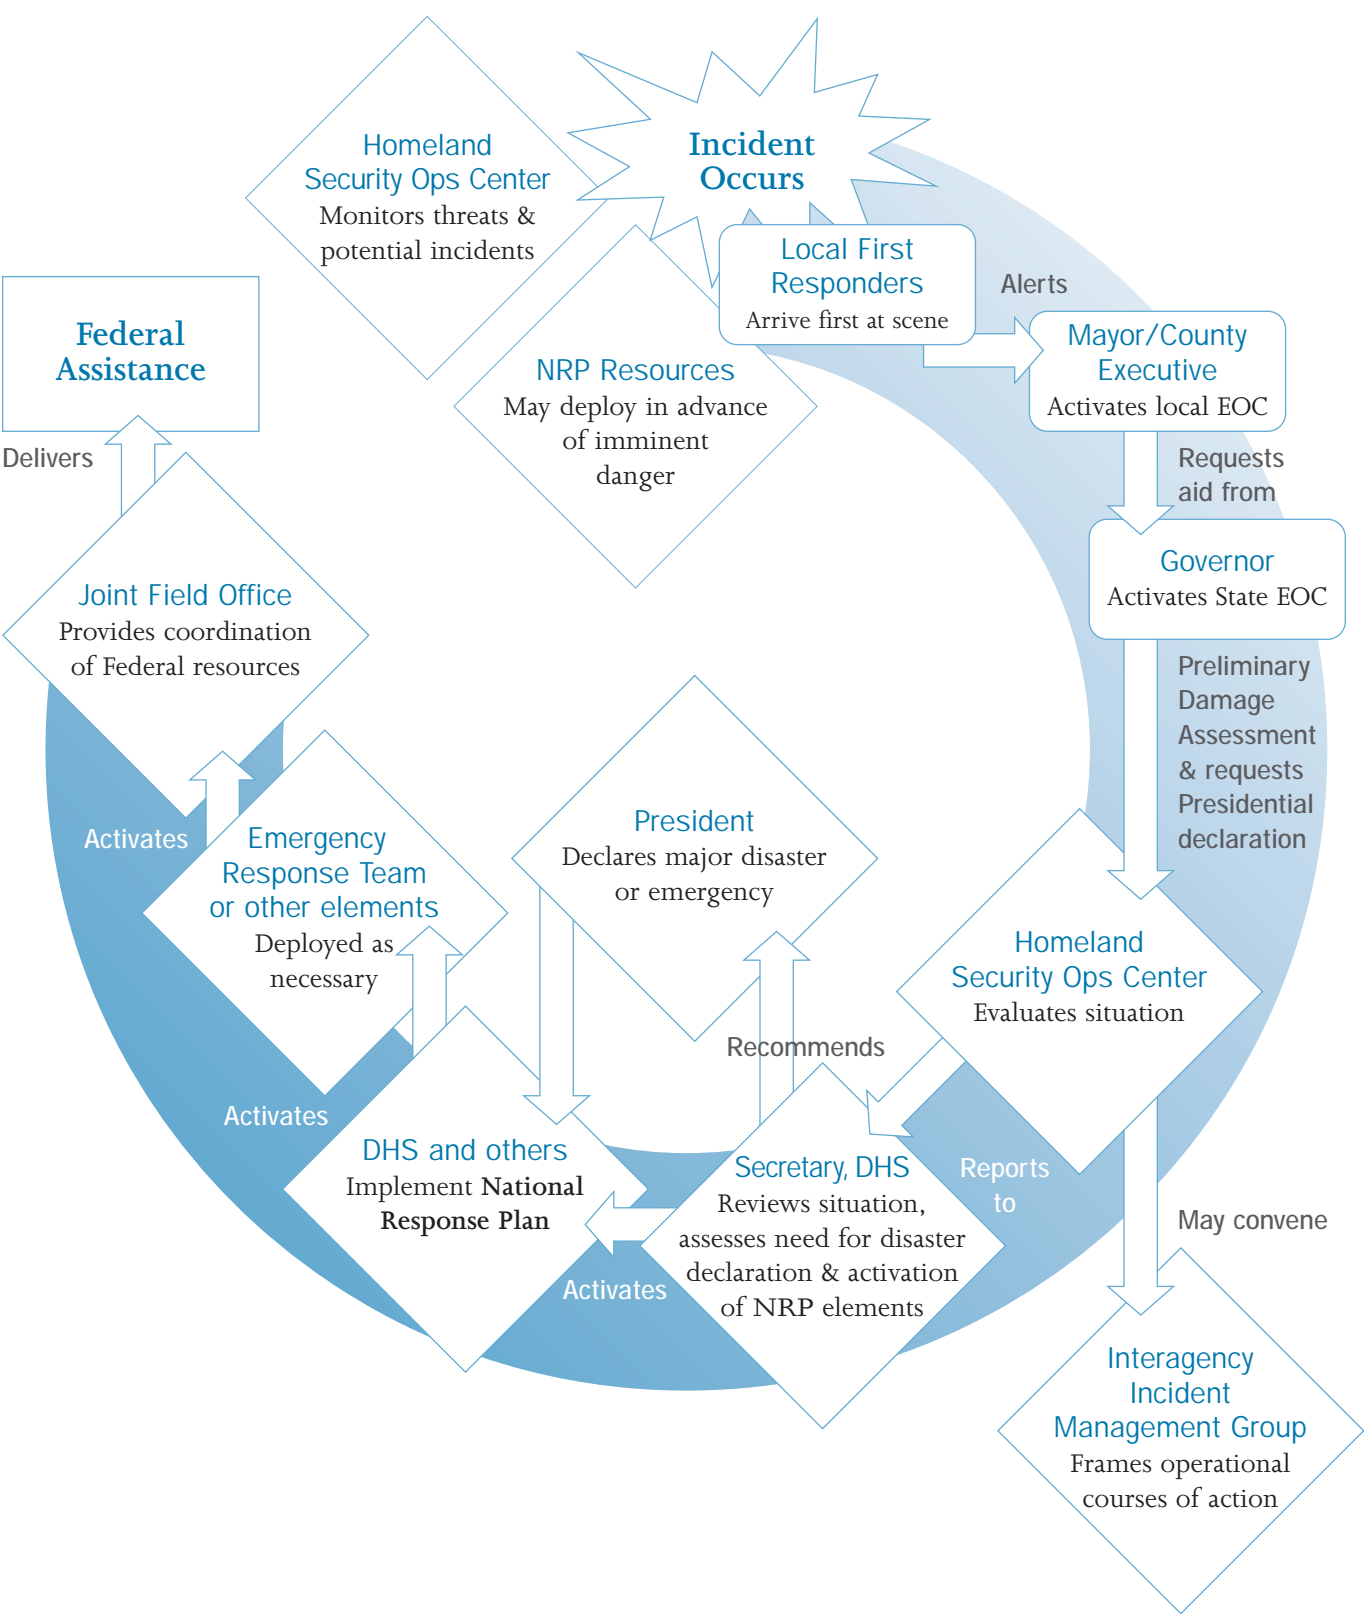 Homeland
Security Ops Center
Monitors threats &
potential incidents
Incident
Occurs
Local First
Responders
Arrive first at scene
Alerts
Mayor/County
Executive
Activates local EOC
NRP Resources
May deploy in advance
of imminent
danger
Requests
aid from
Governor
Activates State EOC
Preliminary
Damage
Assessment
& requests
Presidential
declaration
Homeland
Security Ops Center
Evaluates situation
May convene
Interagency
Incident
Management Group
Frames operational
courses of action
Reports
to
Secretary, DHS
Reviews situation,
assesses need for disaster
declaration & activation
of NRP elements
Recommends
President
Declares major disaster
or emergency
Activates
DHS and others
Implement National
Response Plan
Activates
Emergency
Response Team
or other elements
Deployed as
necessary
Activates
Joint Field Office
Provides coordination
of Federal resources
Delivers
Federal
Assistance